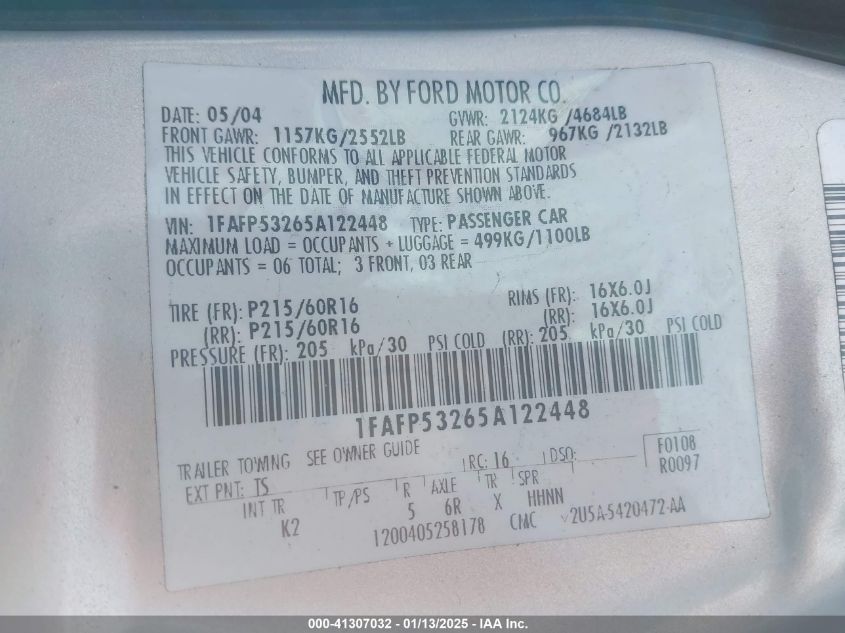 MFD. BY FORD MOTOR CO.
DATE: 05/04 GVWR: 2124KG /4684LB
FRONT GAWR: 1157KG/2552LB REAR GAWR: 967KG /2132LB
THIS VEHICLE CONFORMS TO ALL APPLICABLE FEDERAL MOTOR
VEHICLE SAFETY, BUMPER, AND THEFT PREVENTION STANDARDS
IN EFFECT ON THE DATE OF MANUFACTURE SHOWN ABOVE.
VIN: 1FAFP53265A122448 TYPE: PASSENGER CAR
MAXIMUM LOAD = OCCUPANTS + LUGGAGE = 499KG/1100LB
OCCUPANTS = 06 TOTAL; 3 FRONT, 03 REAR
TIRE (FR): P215/60R16 RIMS (FR): 16X6.0J
(RR): P215/60R16 (RR): 16X6.0J
PRESSURE (FR): 205 kPa/30 PSI COLD (RR): 205 kPa/30 PSI COLD
1FAFP53265A122448
TRAILER TOWING SEE OWNER GUIDE
RC: 16 DSO: F0108
R0097
EXT PNT: TS
INT TR TP/PS R AXLE TR SPR
K2 5 6R X HHNN
1200405258178 CMC V2U5A-5420472-AA
000-41307032 - 01/13/2025 - IAA Inc.